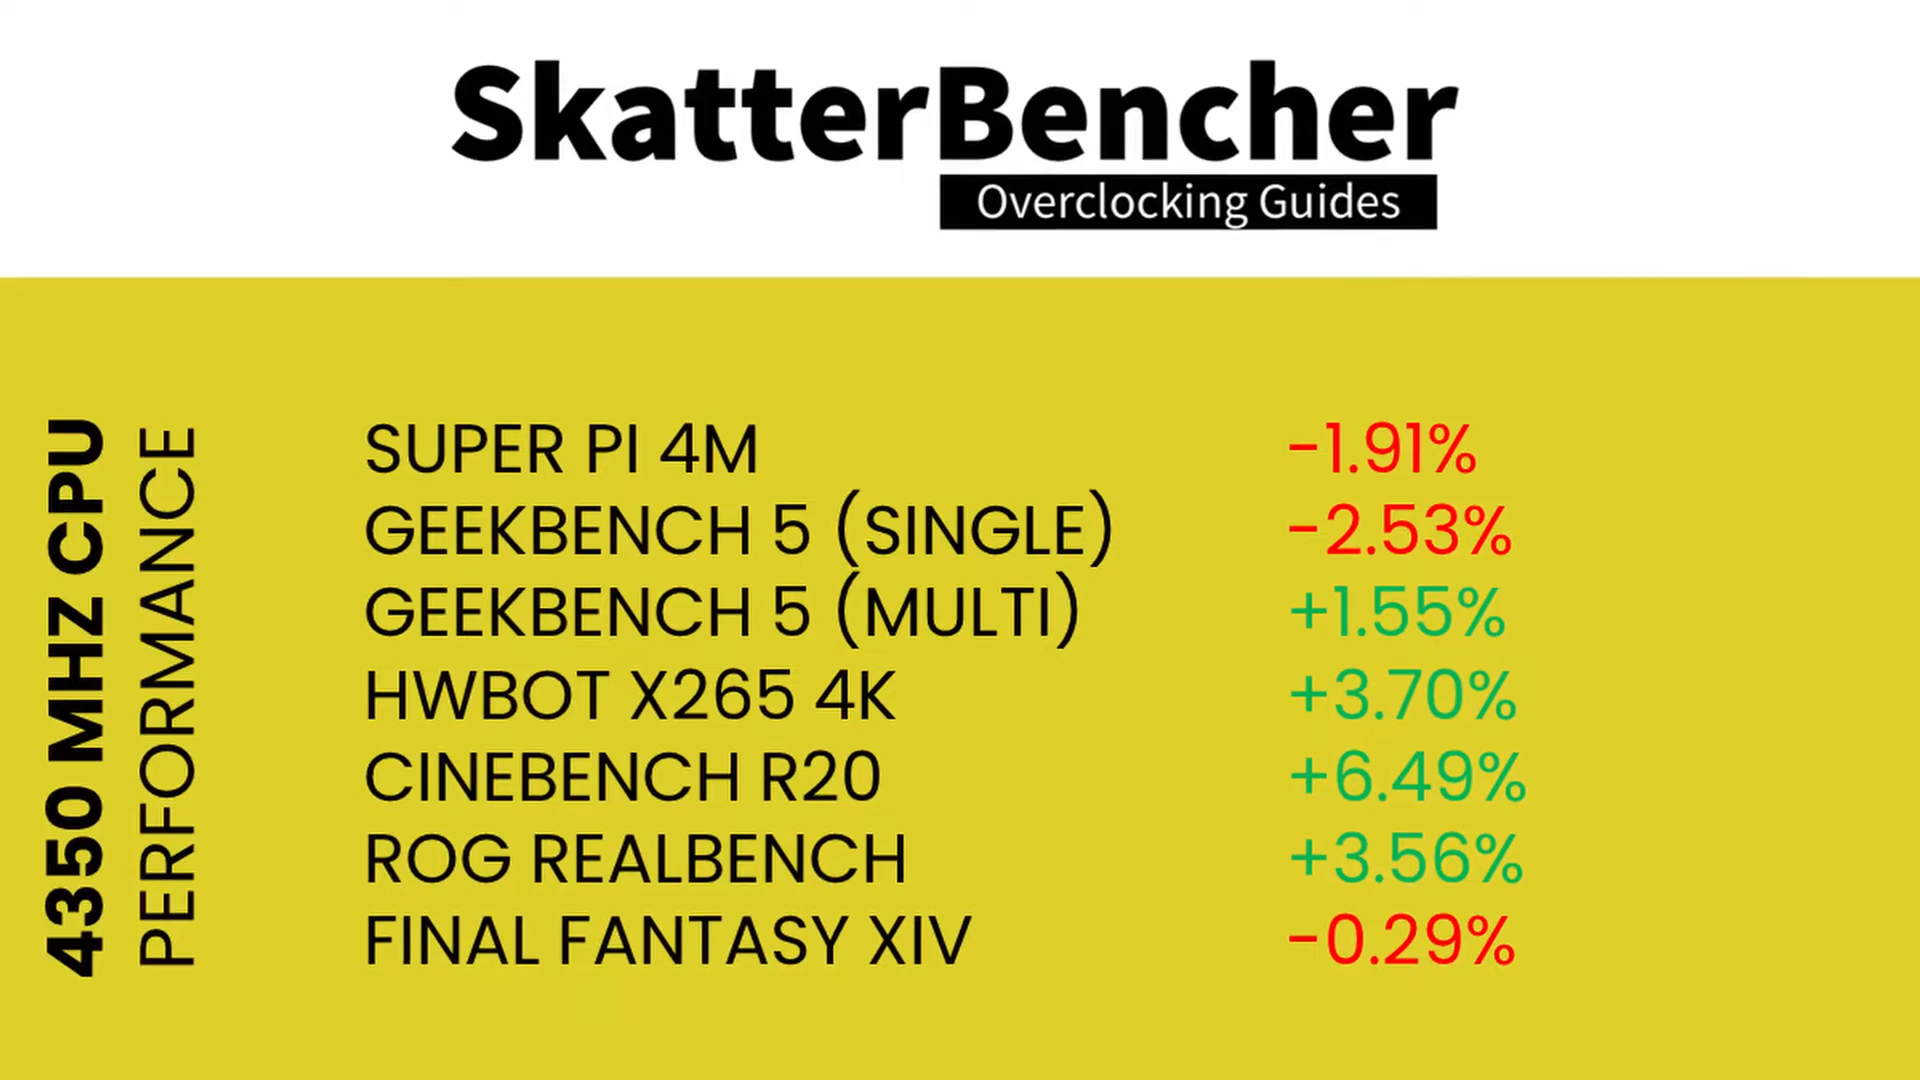 SkatterBencher
Overclocking Guides
4350 MHZ CPU
PERFORMANCE
SUPER PI 4M -1.91%
GEEKBENCH 5 (SINGLE) -2.53%
GEEKBENCH 5 (MULTI) +1.55%
HWBOT X265 4K +3.70%
CINEBENCH R20 +6.49%
ROG REALBENCH +3.56%
FINAL FANTASY XIV -0.29%